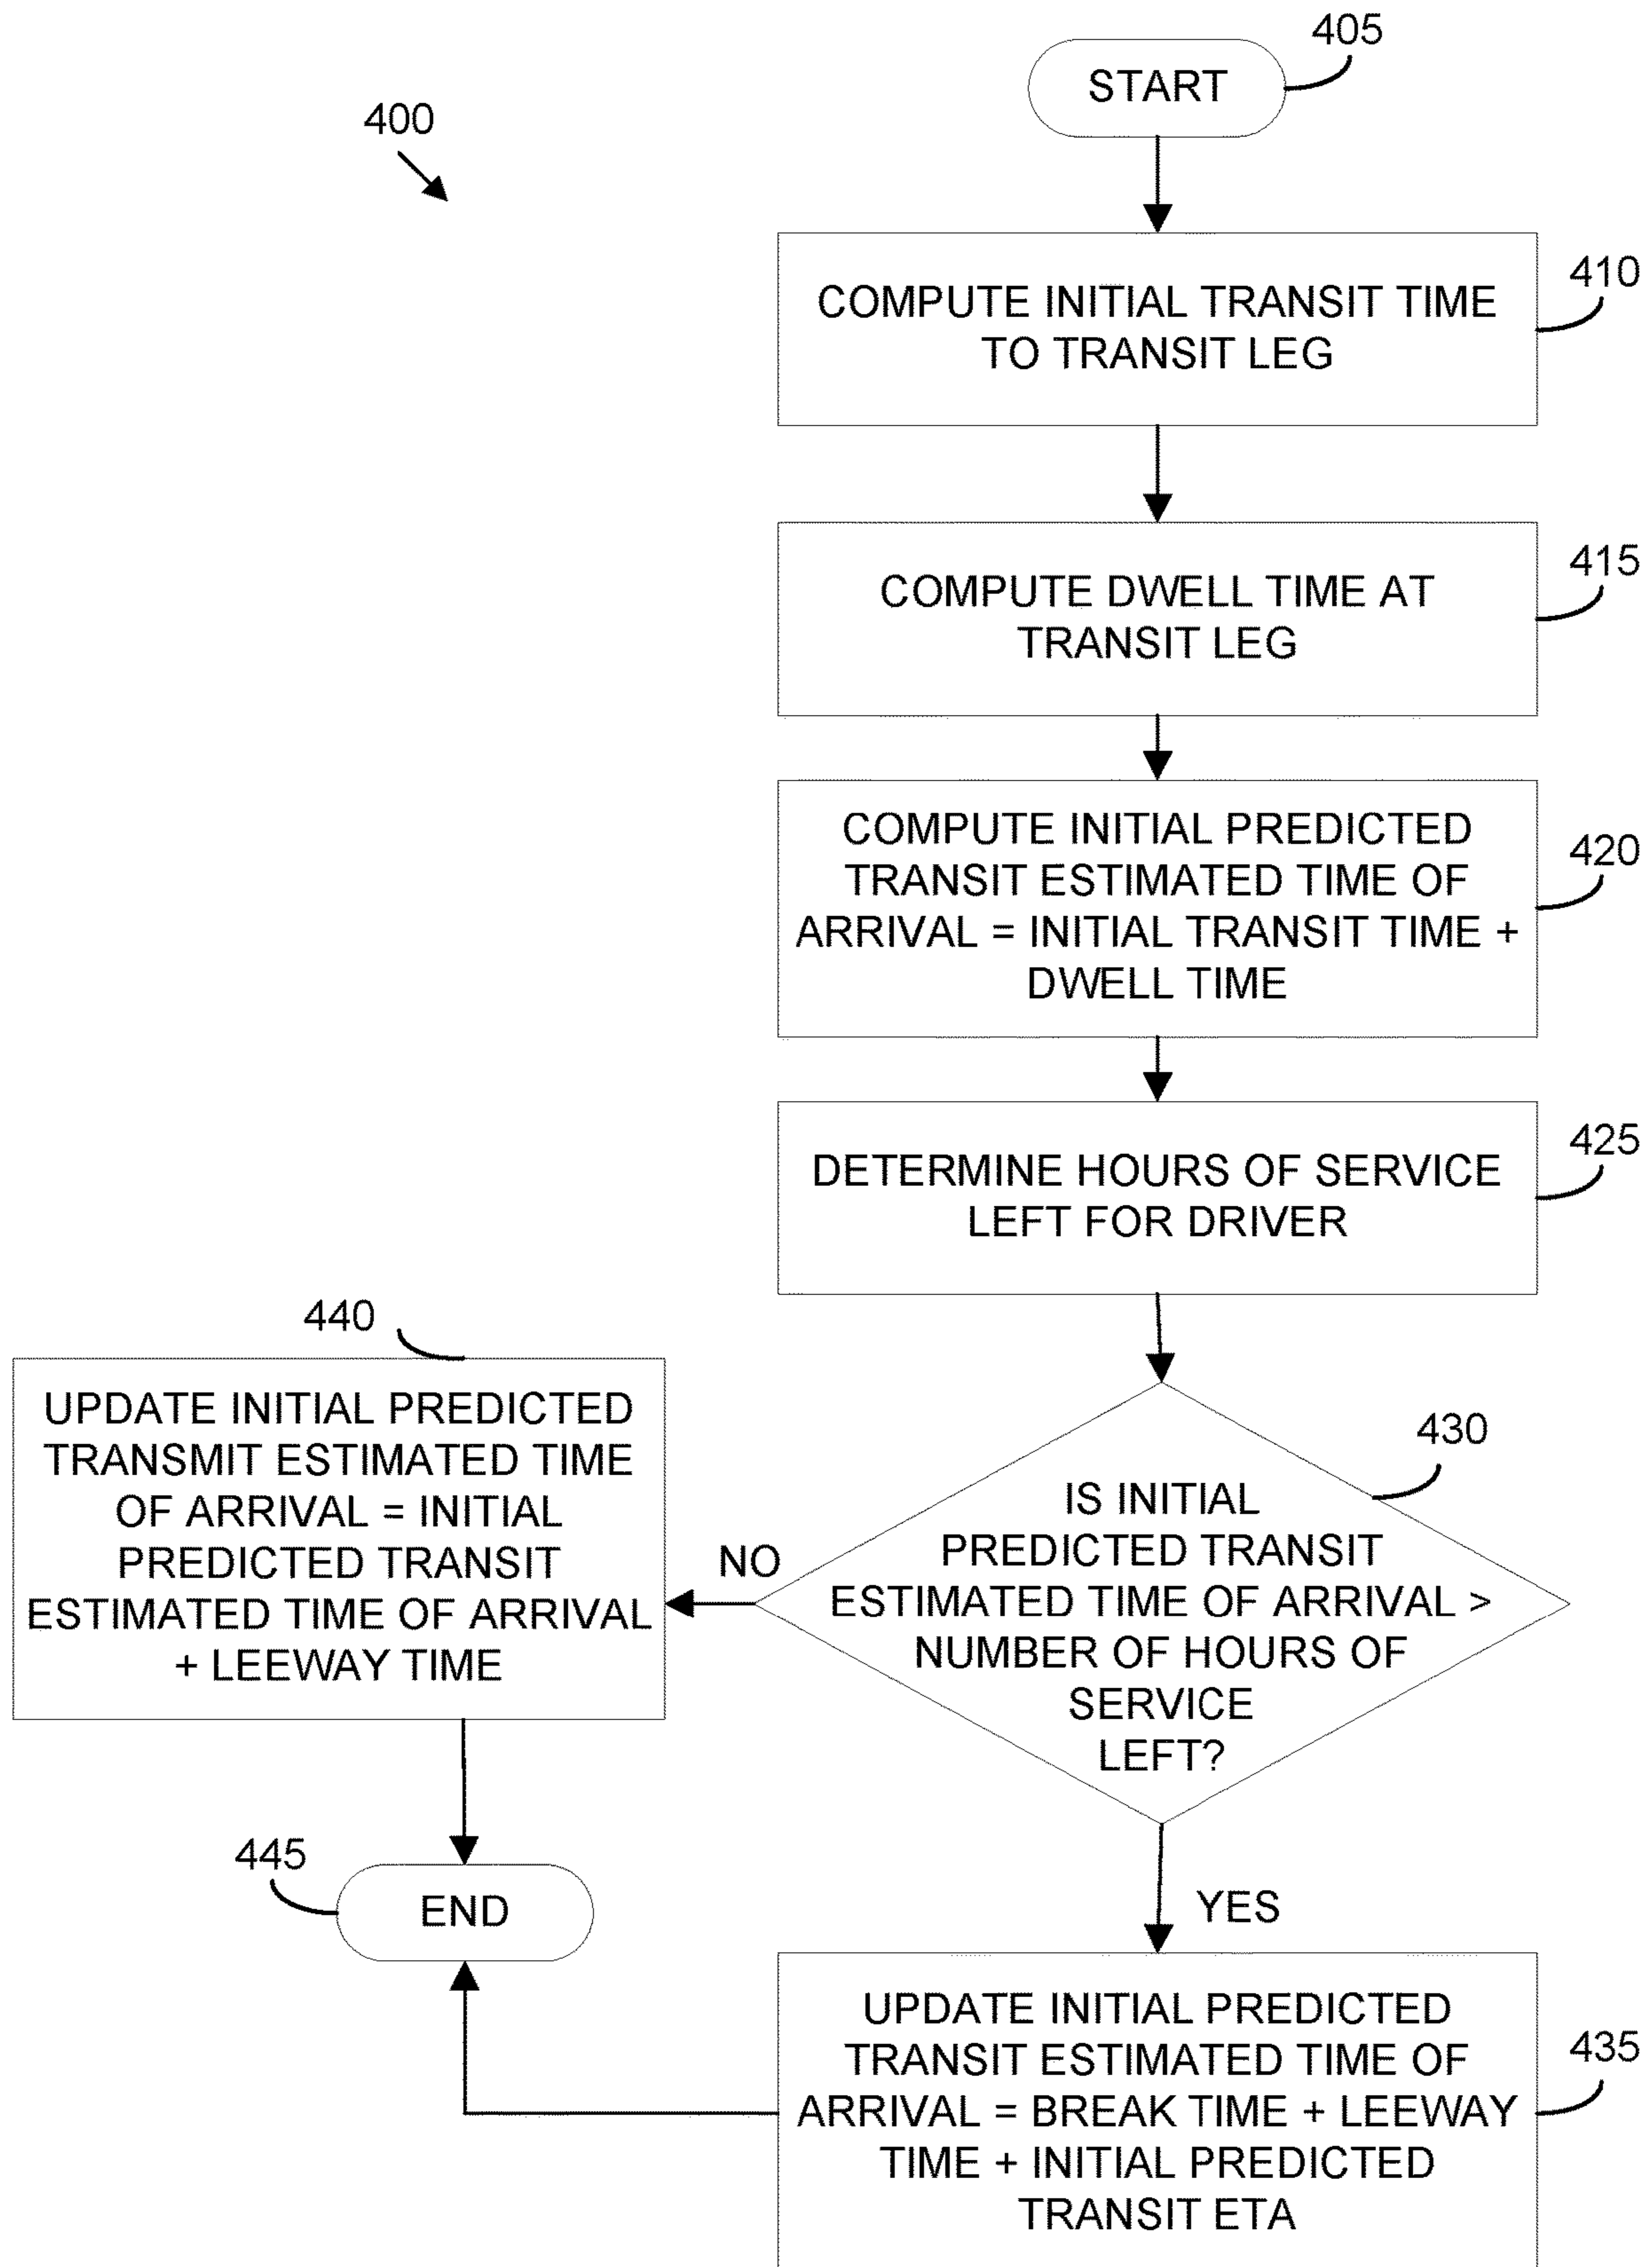 405
START
400
410
COMPUTE INITIAL TRANSIT TIME
TO TRANSIT LEG
415
COMPUTE DWELL TIME AT
TRANSIT LEG
COMPUTE INITIAL PREDICTED
TRANSIT ESTIMATED TIME OF
ARRIVAL = INITIAL TRANSIT TIME +
DWELL TIME
420
425
DETERMINE HOURS OF SERVICE
LEFT FOR DRIVER
430
IS INITIAL
PREDICTED TRANSIT
ESTIMATED TIME OF ARRIVAL >
NUMBER OF HOURS OF
SERVICE
LEFT?
NO
440
UPDATE INITIAL PREDICTED
TRANSMIT ESTIMATED TIME
OF ARRIVAL = INITIAL
PREDICTED TRANSIT
ESTIMATED TIME OF ARRIVAL
+ LEEWAY TIME
445
END
YES
UPDATE INITIAL PREDICTED
TRANSIT ESTIMATED TIME OF
ARRIVAL = BREAK TIME + LEEWAY
TIME + INITIAL PREDICTED
TRANSIT ETA
435